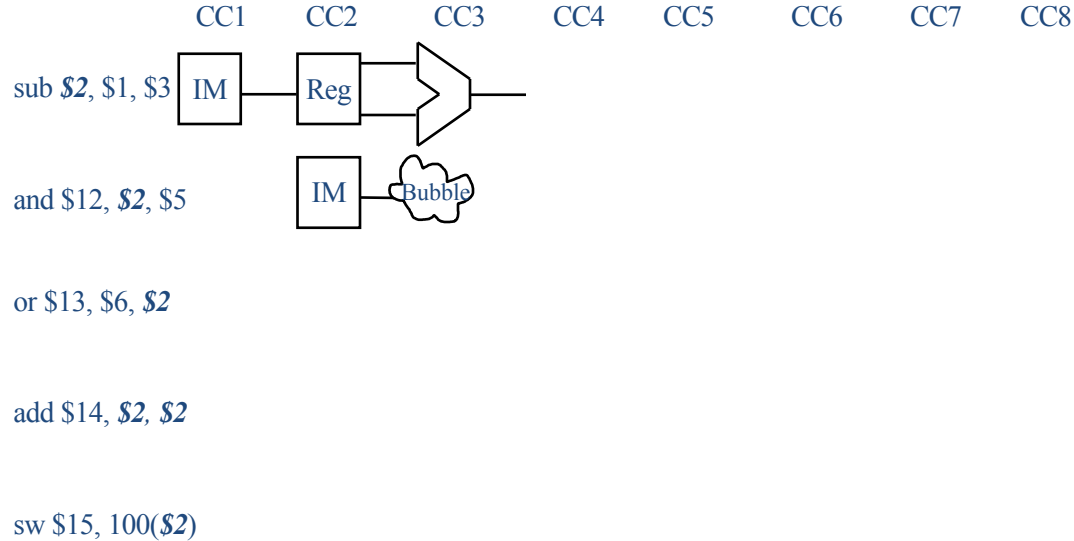 CC1 CC2 CC3 CC4 CC5 CC6 CC7 CC8
sub $2, $1, $3 IM Reg
and $12, $2, $5 IM Bubble
or $13, $6, $2
add $14, $2, $2
sw $15, 100($2)